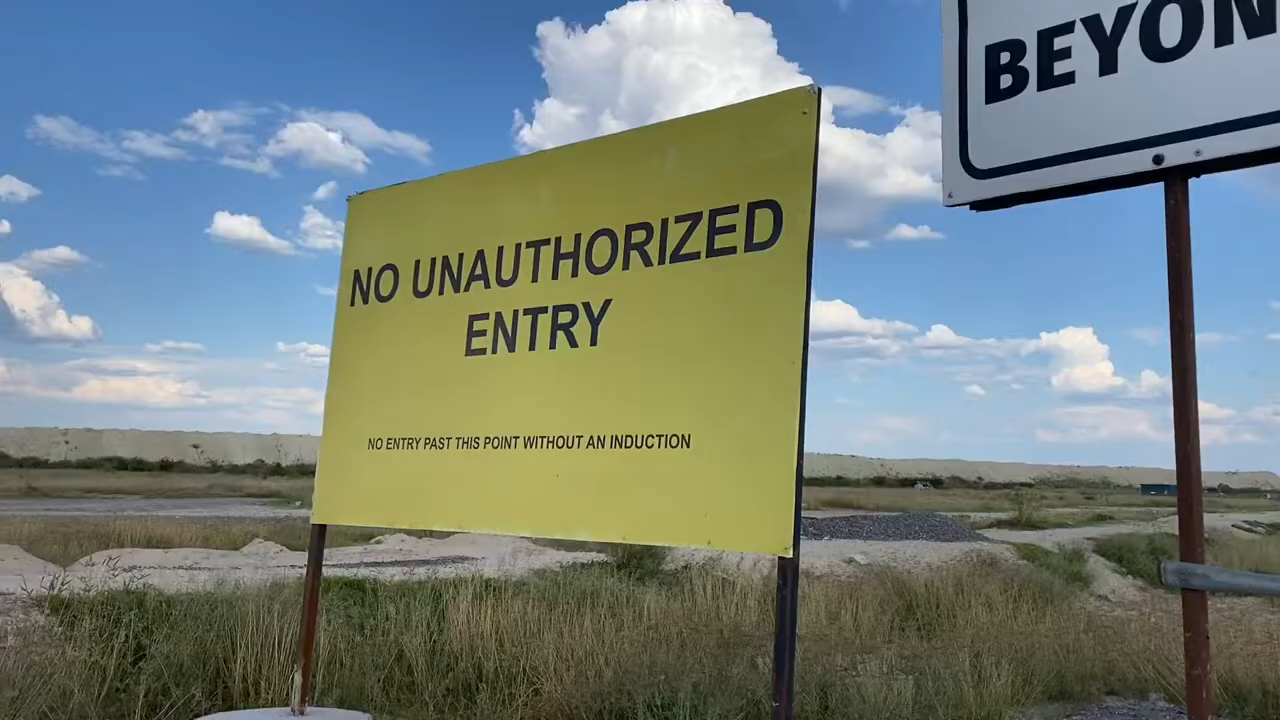 NO UNAUTHORIZED
ENTRY
NO ENTRY PAST THIS POINT WITHOUT AN INDUCTION
BEYON